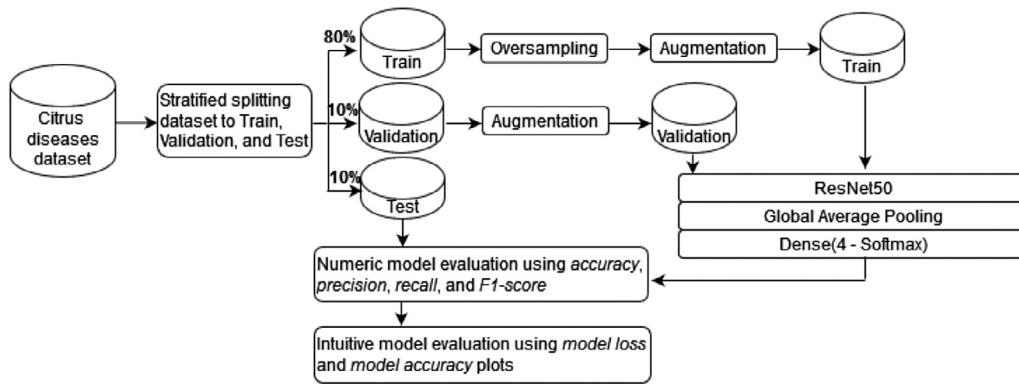 80%
Train
Oversampling
Augmentation
Train
Citrus
diseases
dataset
Stratified splitting
dataset to Train,
Validation, and Test
10%
Validation
Augmentation
Validation
10%
Test
ResNet50
Global Average Pooling
Dense(4 - Softmax)
Numeric model evaluation using accuracy,
precision, recall, and F1-score
Intuitive model evaluation using model loss
and model accuracy plots